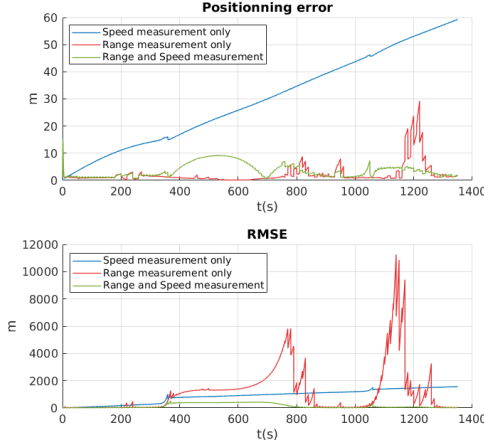 Positionning error
60
50
40
30
20
10
0
m
Speed measurement only
Range measurement only
Range and Speed measurement
0 200 400 600 800 1000 1200 1400
t(s)
RMSE
12000
10000
8000
6000
4000
2000
0
m
Speed measurement only
Range measurement only
Range and Speed measurement
0 200 400 600 800 1000 1200 1400
t(s)